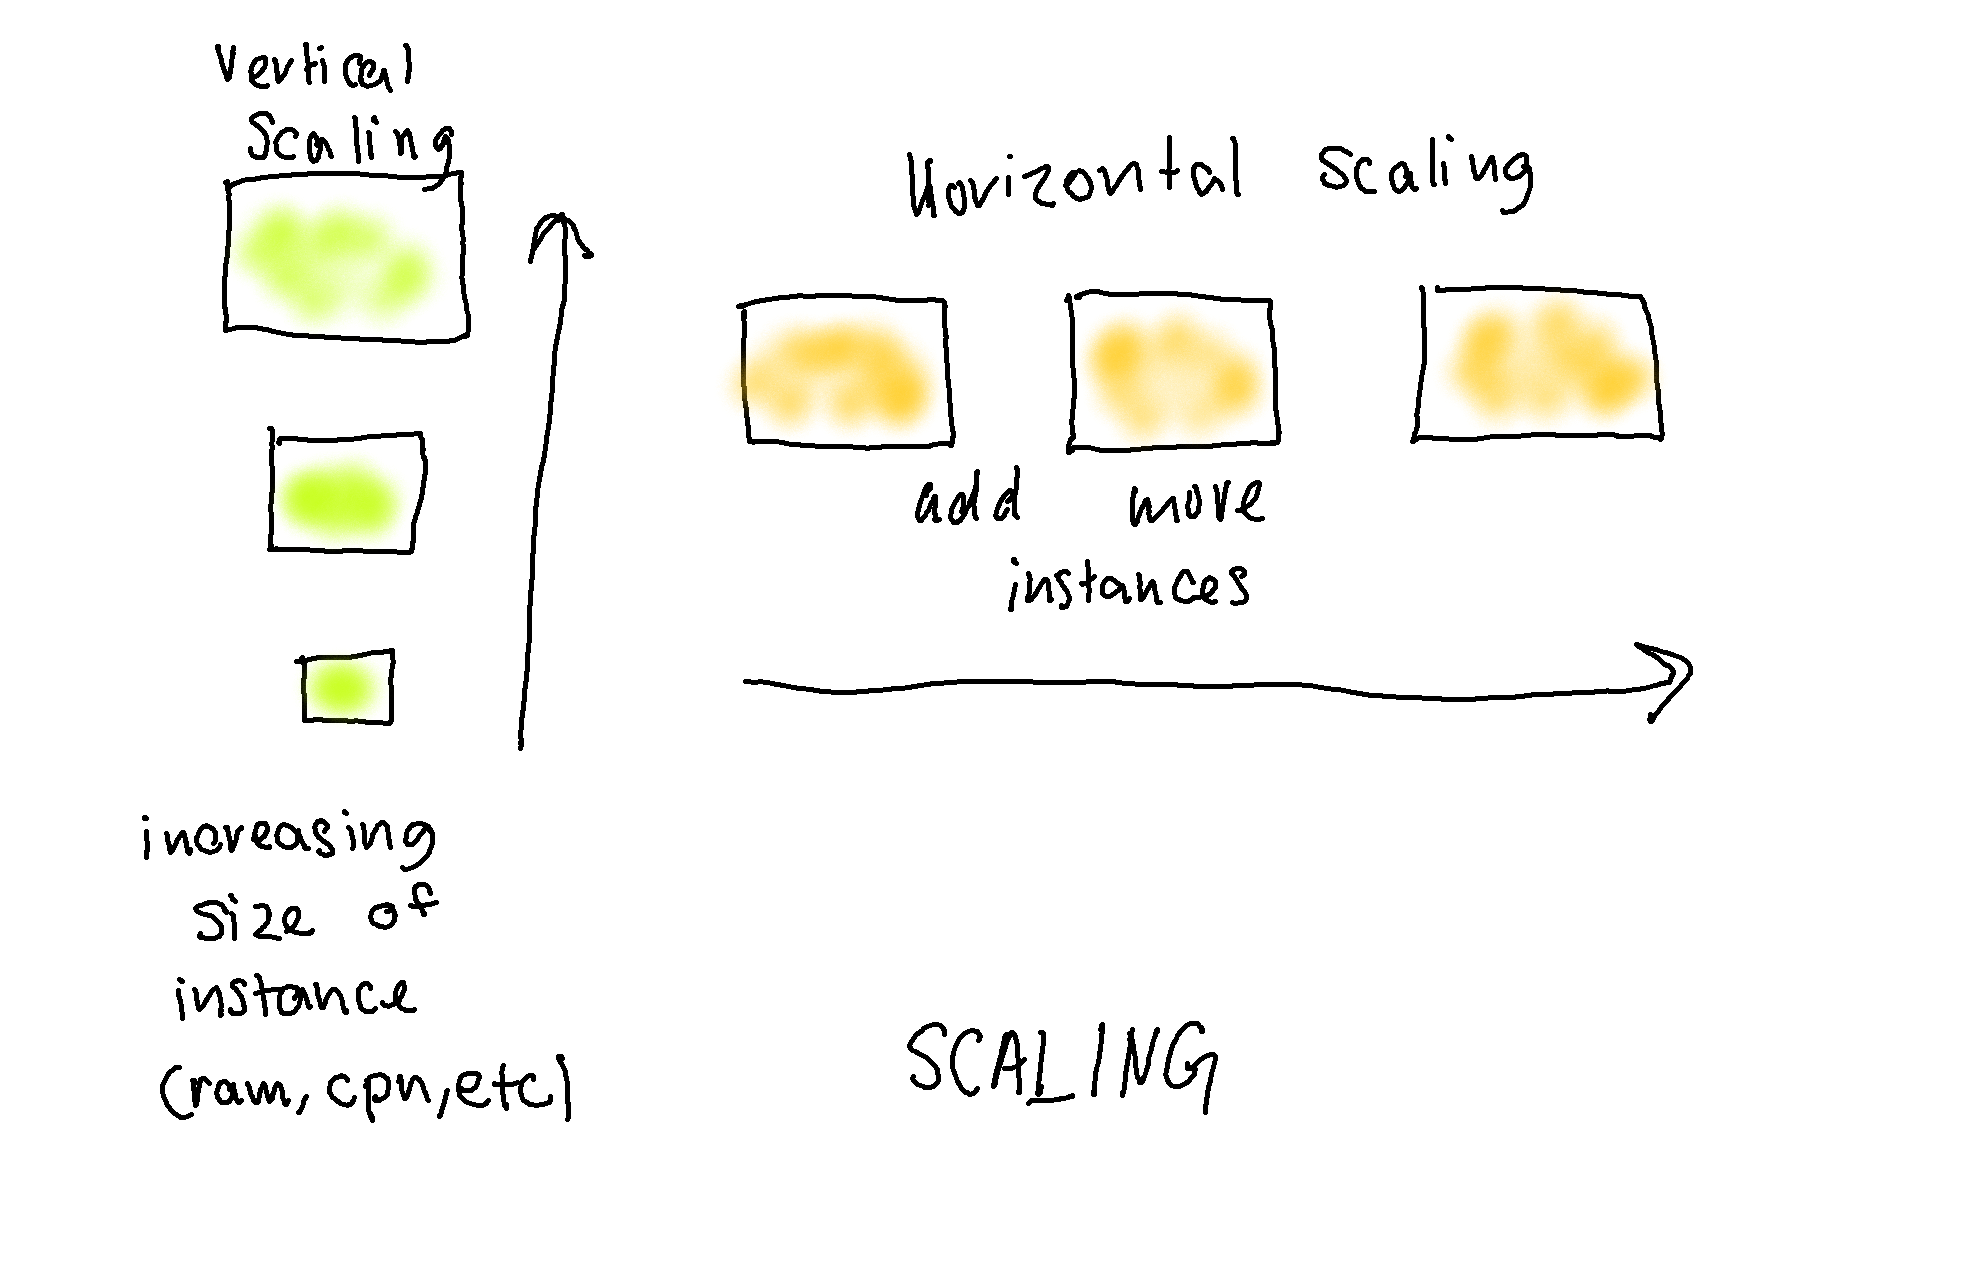 Vertical
Scaling
Horizontal Scaling
add more
instances
increasing
size of
instance
(ram, cpu, etc)
SCALING